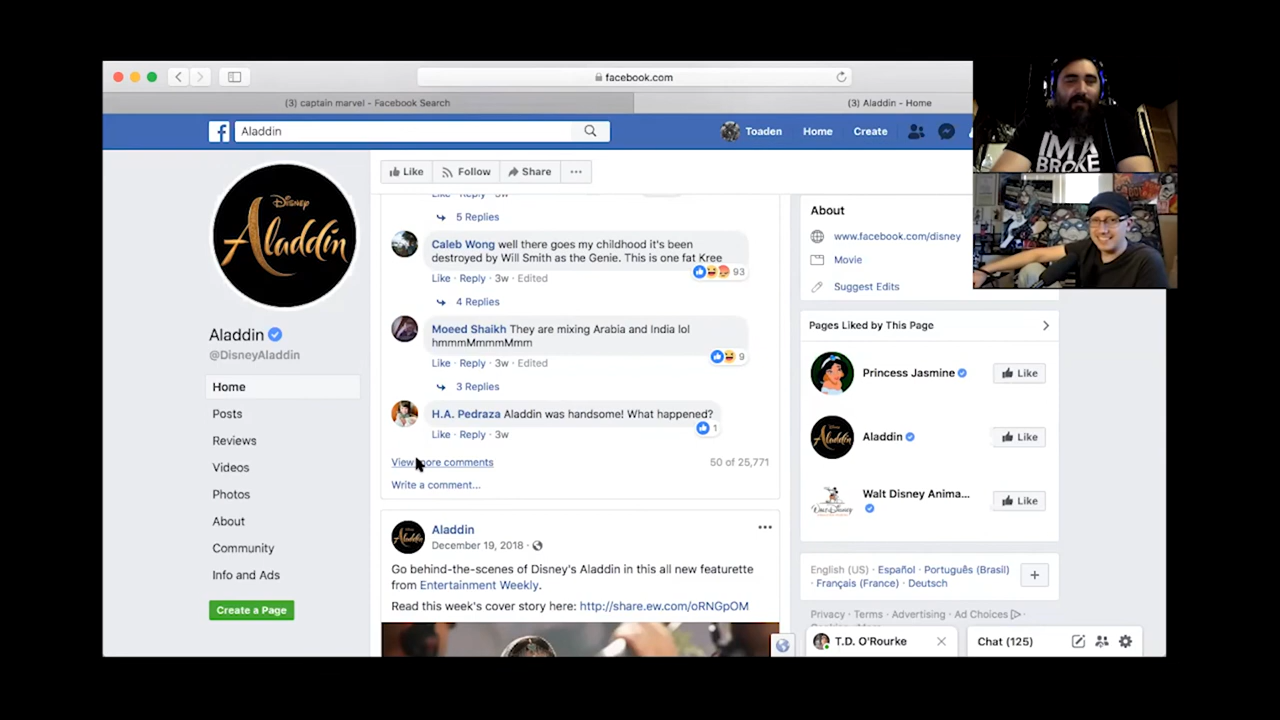 facebook.com
(3) captain marvel - Facebook Search
(3) Aladdin - Home
Aladdin
Toaden
Home
Create
I'M A
BROKE
DISNEY
Aladdin
Aladdin
@DisneyAladdin
Home
Posts
Reviews
Videos
Photos
About
Community
Info and Ads
Create a Page
Like
Follow
Share
Like · Reply · 3w
5 Replies
Caleb Wong well there goes my childhood it's been
destroyed by Will Smith as the Genie. This is one fat Kree
93
Like · Reply · 3w · Edited
4 Replies
Moeed Shaikh They are mixing Arabia and India lol
hmmmMmmmMmm
9
Like · Reply · 3w · Edited
3 Replies
H.A. Pedraza Aladdin was handsome! What happened?
1
Like · Reply · 3w
View more comments
50 of 25,771
Write a comment...
Aladdin
December 19, 2018 ·
Go behind-the-scenes of Disney's Aladdin in this all new featurette
from Entertainment Weekly.
Read this week's cover story here: http://share.ew.com/oRNGpOM
About
www.facebook.com/disney
Movie
Suggest Edits
Pages Liked by This Page
Princess Jasmine
Like
Aladdin
Like
Walt Disney Anima...
Like
English (US) · Español · Português (Brasil) ·
Français (France) · Deutsch
Privacy · Terms · Advertising · Ad Choices ·
T.D. O'Rourke
Chat (125)